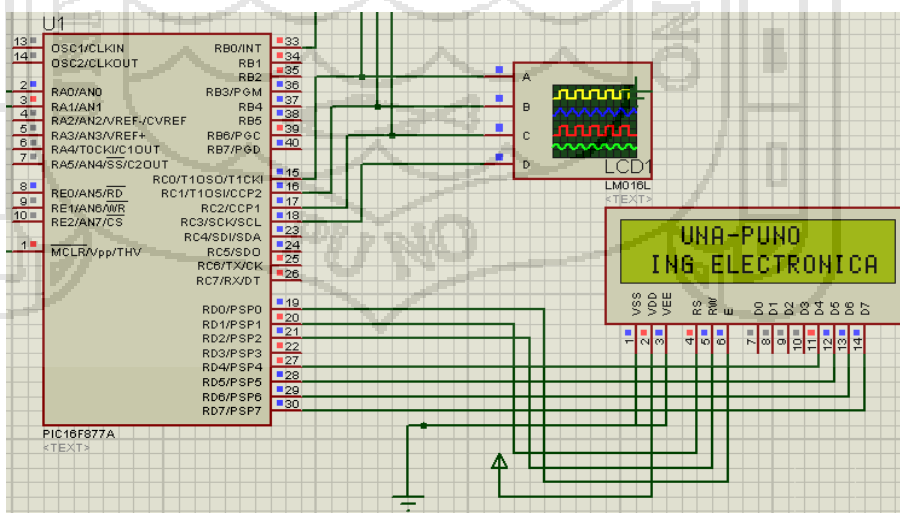 U1
13 OSC1/CLKIN
14 OSC2/CLKOUT
2 RA0/AN0
3 RA1/AN1
4 RA2/AN2/VREF-/CVREF
5 RA3/AN3/VREF+
6 RA4/T0CKI/C1OUT
7 RA5/AN4/SS/C2OUT
8 RE0/AN5/RD
9 RE1/AN6/WR
10 RE2/AN7/CS
1 MCLR/Vpp/THV
RB0/INT 33
RB1 34
RB2 35
RB3/PGM 36
RB4 37
RB5 38
RB6/PGC 39
RB7/PGD 40
RC0/T1OSO/T1CKI 15
RC1/T1OSI/CCP2 16
RC2/CCP1 17
RC3/SCK/SCL 18
RC4/SDI/SDA 23
RC5/SDO 24
RC6/TX/CK 25
RC7/RX/DT 26
RD0/PSP0 19
RD1/PSP1 20
RD2/PSP2 21
RD3/PSP3 22
RD4/PSP4 27
RD5/PSP5 28
RD6/PSP6 29
RD7/PSP7 30
PIC16F877A
<TEXT>
A
B
C
D
LCD1
LM016L
<TEXT>
UNA-PUNO
ING ELECTRONICA
VSS VDD VEE RS RW E D0 D1 D2 D3 D4 D5 D6 D7
1 2 3 4 5 6 7 8 9 10 11 12 13 14
UNO
PUNO